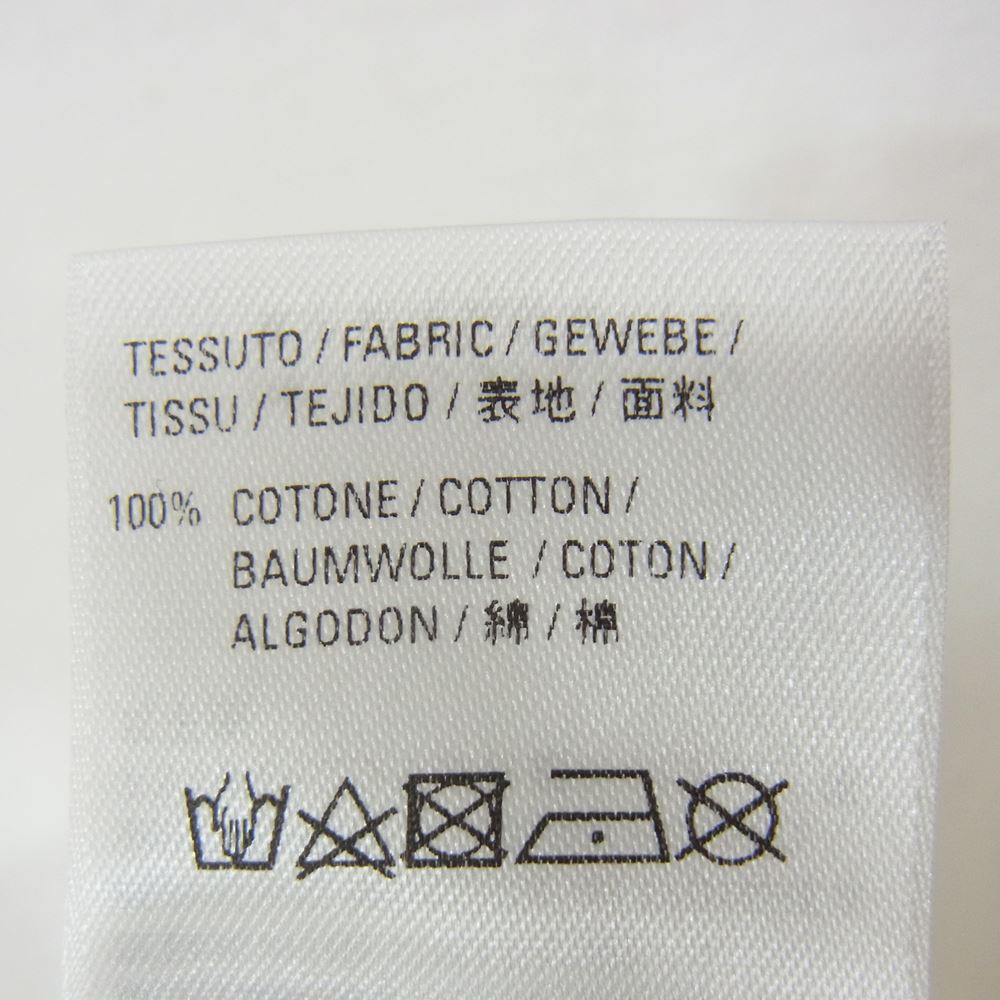 TESSUTO / FABRIC / GEWEBE /
TISSU / TEJIDO / 表地 / 面料
100% COTONE / COTTON /
BAUMWOLLE / COTON /
ALGODON / 綿 / 棉